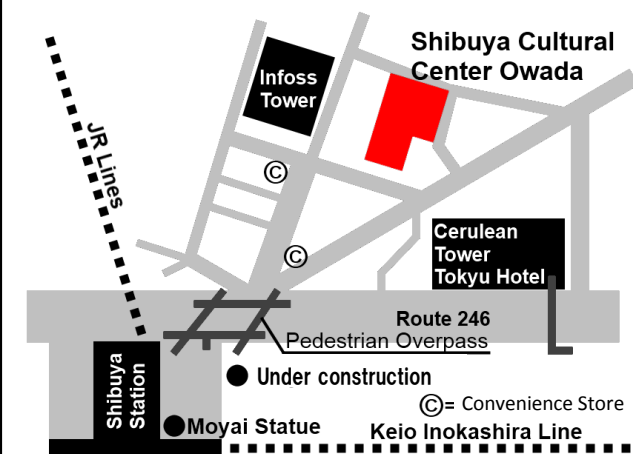 Shibuya Cultural
Center Owada
Infoss
Tower
JR Lines
©
©
Cerulean
Tower
Tokyu Hotel
Route 246
Pedestrian Overpass
Shibuya
Station
Under construction
©= Convenience Store
Moyai Statue
Keio Inokashira Line